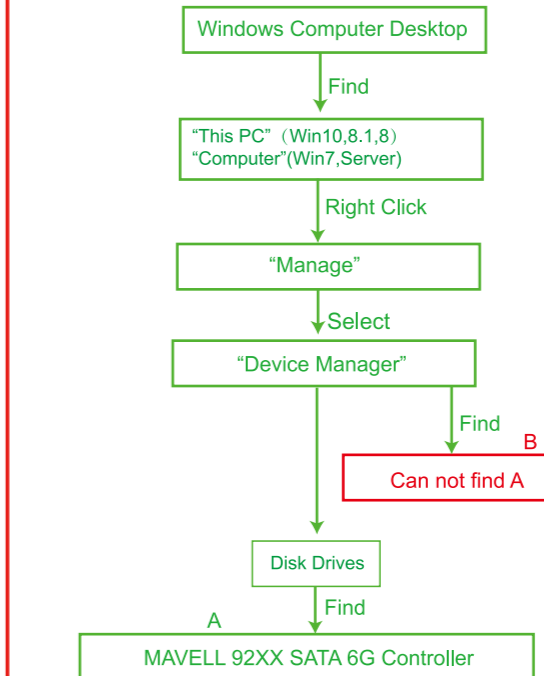 Windows Computer Desktop
Find
“This PC”（Win10,8.1,8）
“Computer”(Win7,Server)
Right Click
“Manage”
Select
“Device Manager”
Find
B
Can not find A
Disk Drives
Find
A
MAVELL 92XX SATA 6G Controller